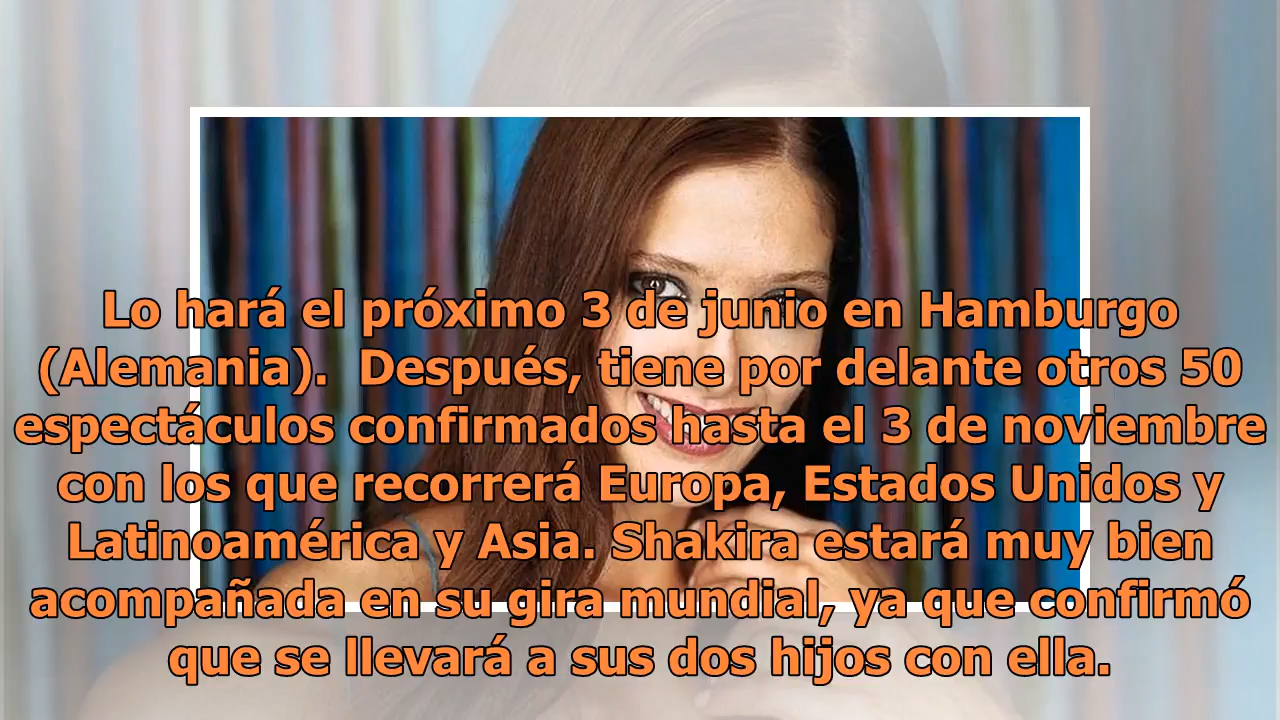 Lo hará el próximo 3 de junio en Hamburgo
(Alemania).  Después, tiene por delante otros 50
espectáculos confirmados hasta el 3 de noviembre
con los que recorrerá Europa, Estados Unidos y
Latinoamérica y Asia. Shakira estará muy bien
acompañada en su gira mundial, ya que confirmó
que se llevará a sus dos hijos con ella.